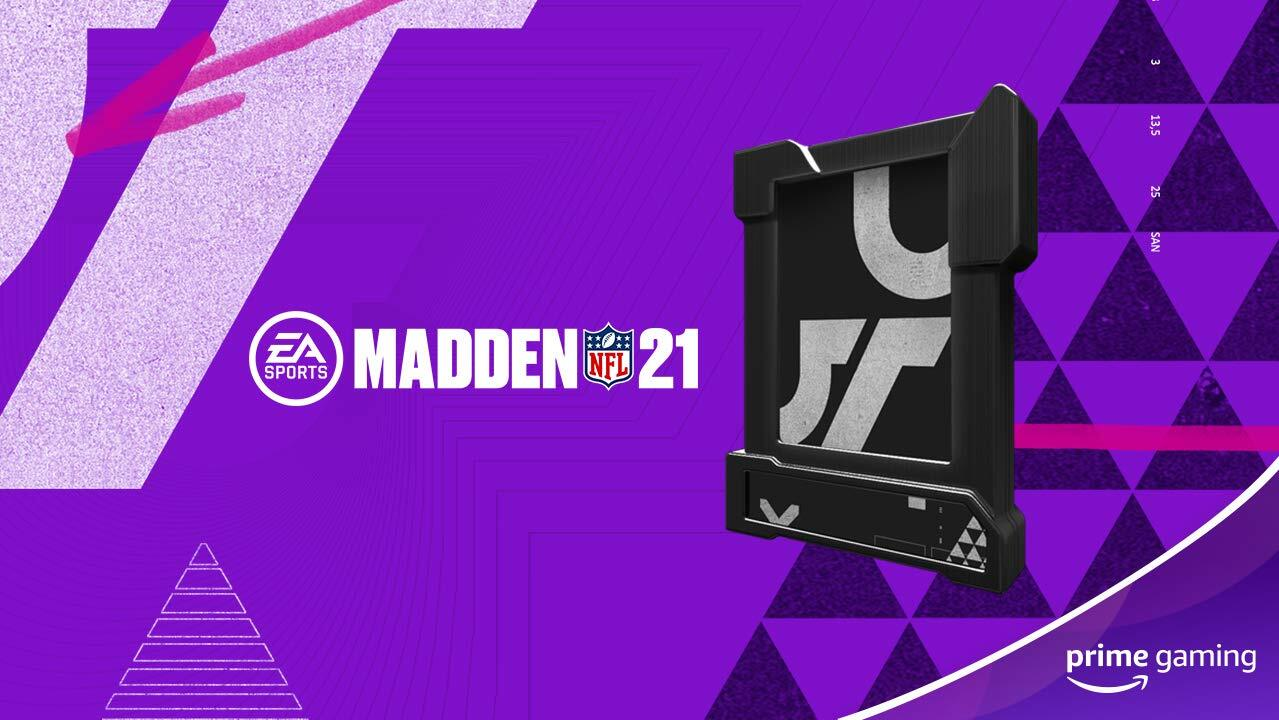 EA
SPORTS
MADDEN NFL 21
3
13,5
25
SAN
prime gaming